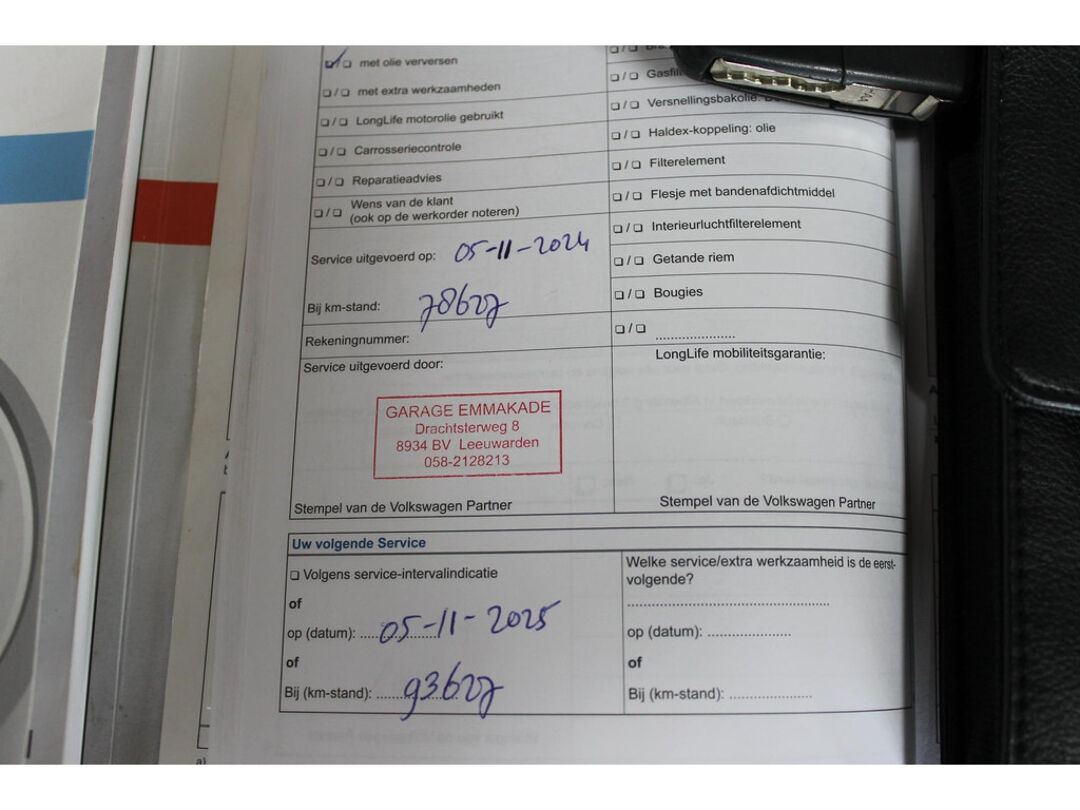 met olie verversen
met extra werkzaamheden
LongLife motorolie gebruikt
Carrosseriecontrole
Reparatieadvies
Wens van de klant
(ook op de werkorder noteren)
Service uitgevoerd op: 05-11-2024
Bij km-stand: 78627
Rekeningnummer:
Service uitgevoerd door:
GARAGE EMMAKADE
Drachtsterweg 8
8934 BV Leeuwarden
058-2128213
Stempel van de Volkswagen Partner
Versnellingsbakolie:
Haldex-koppeling: olie
Filterelement
Flesje met bandenafdichtmiddel
Interieurluchtfilterelement
Getande riem
Bougies
LongLife mobiliteitsgarantie:
Stempel van de Volkswagen Partner
Uw volgende Service
Volgens service-intervalindicatie
of
op (datum): 05-11-2025
of
Bij (km-stand): 93627
Welke service/extra werkzaamheid is de eerst-
volgende?
op (datum):
of
Bij (km-stand):
a)